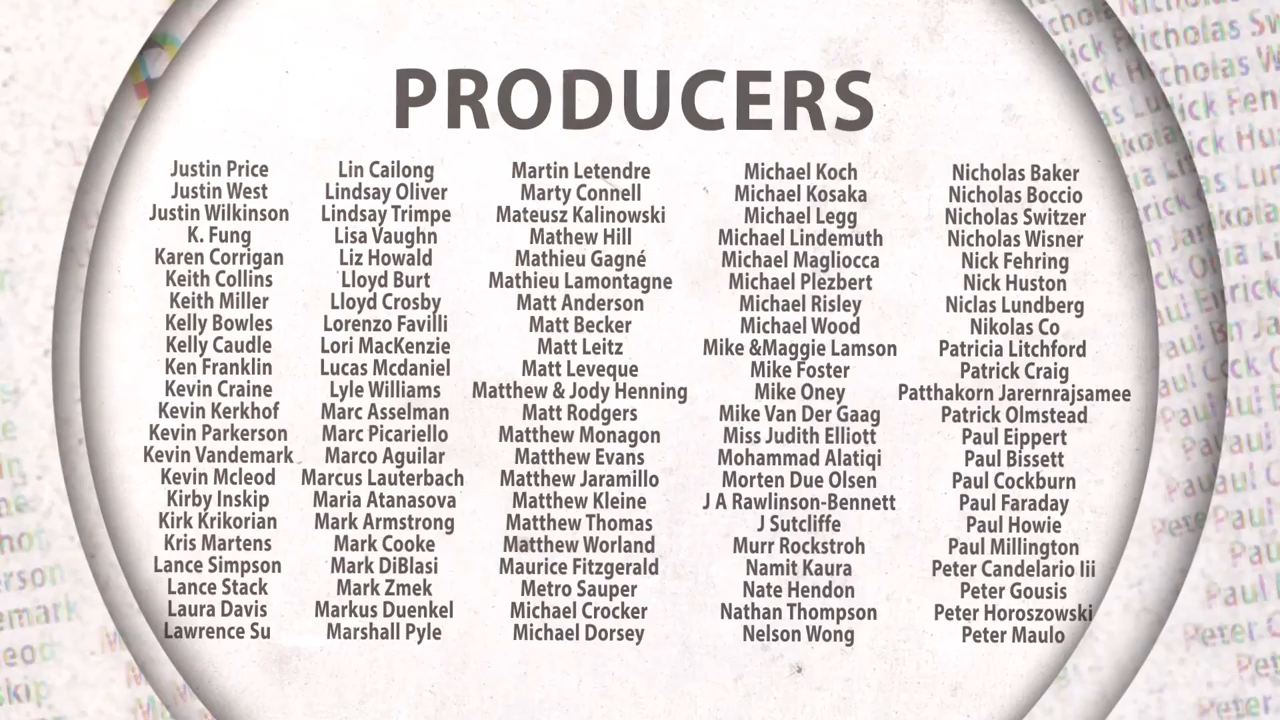 PRODUCERS
Justin Price
Justin West
Justin Wilkinson
K. Fung
Karen Corrigan
Keith Collins
Keith Miller
Kelly Bowles
Kelly Caudle
Ken Franklin
Kevin Craine
Kevin Kerkhof
Kevin Parkerson
Kevin Vandemark
Kevin Mcleod
Kirby Inskip
Kirk Krikorian
Kris Martens
Lance Simpson
Lance Stack
Laura Davis
Lawrence Su
Lin Cailong
Lindsay Oliver
Lindsay Trimpe
Lisa Vaughn
Liz Howald
Lloyd Burt
Lloyd Crosby
Lorenzo Favilli
Lori MacKenzie
Lucas Mcdaniel
Lyle Williams
Marc Asselman
Marc Picariello
Marco Aguilar
Marcus Lauterbach
Maria Atanasova
Mark Armstrong
Mark Cooke
Mark DiBlasi
Mark Zmek
Markus Duenkel
Marshall Pyle
Martin Letendre
Marty Connell
Mateusz Kalinowski
Mathew Hill
Mathieu Gagné
Mathieu Lamontagne
Matt Anderson
Matt Becker
Matt Leitz
Matt Leveque
Matthew & Jody Henning
Matt Rodgers
Matthew Monagon
Matthew Evans
Matthew Jaramillo
Matthew Kleine
Matthew Thomas
Matthew Worland
Maurice Fitzgerald
Metro Sauper
Michael Crocker
Michael Dorsey
Michael Koch
Michael Kosaka
Michael Legg
Michael Lindemuth
Michael Magliocca
Michael Plezbert
Michael Risley
Michael Wood
Mike &Maggie Lamson
Mike Foster
Mike Oney
Mike Van Der Gaag
Miss Judith Elliott
Mohammad Alatiqi
Morten Due Olsen
J A Rawlinson-Bennett
J Sutcliffe
Murr Rockstroh
Namit Kaura
Nate Hendon
Nathan Thompson
Nelson Wong
Nicholas Baker
Nicholas Boccio
Nicholas Switzer
Nicholas Wisner
Nick Fehring
Nick Huston
Niclas Lundberg
Nikolas Co
Patricia Litchford
Patrick Craig
Patthakorn Jarernrajsamee
Patrick Olmstead
Paul Eippert
Paul Bissett
Paul Cockburn
Paul Faraday
Paul Howie
Paul Millington
Peter Candelario Iii
Peter Gousis
Peter Horoszowski
Peter Maulo